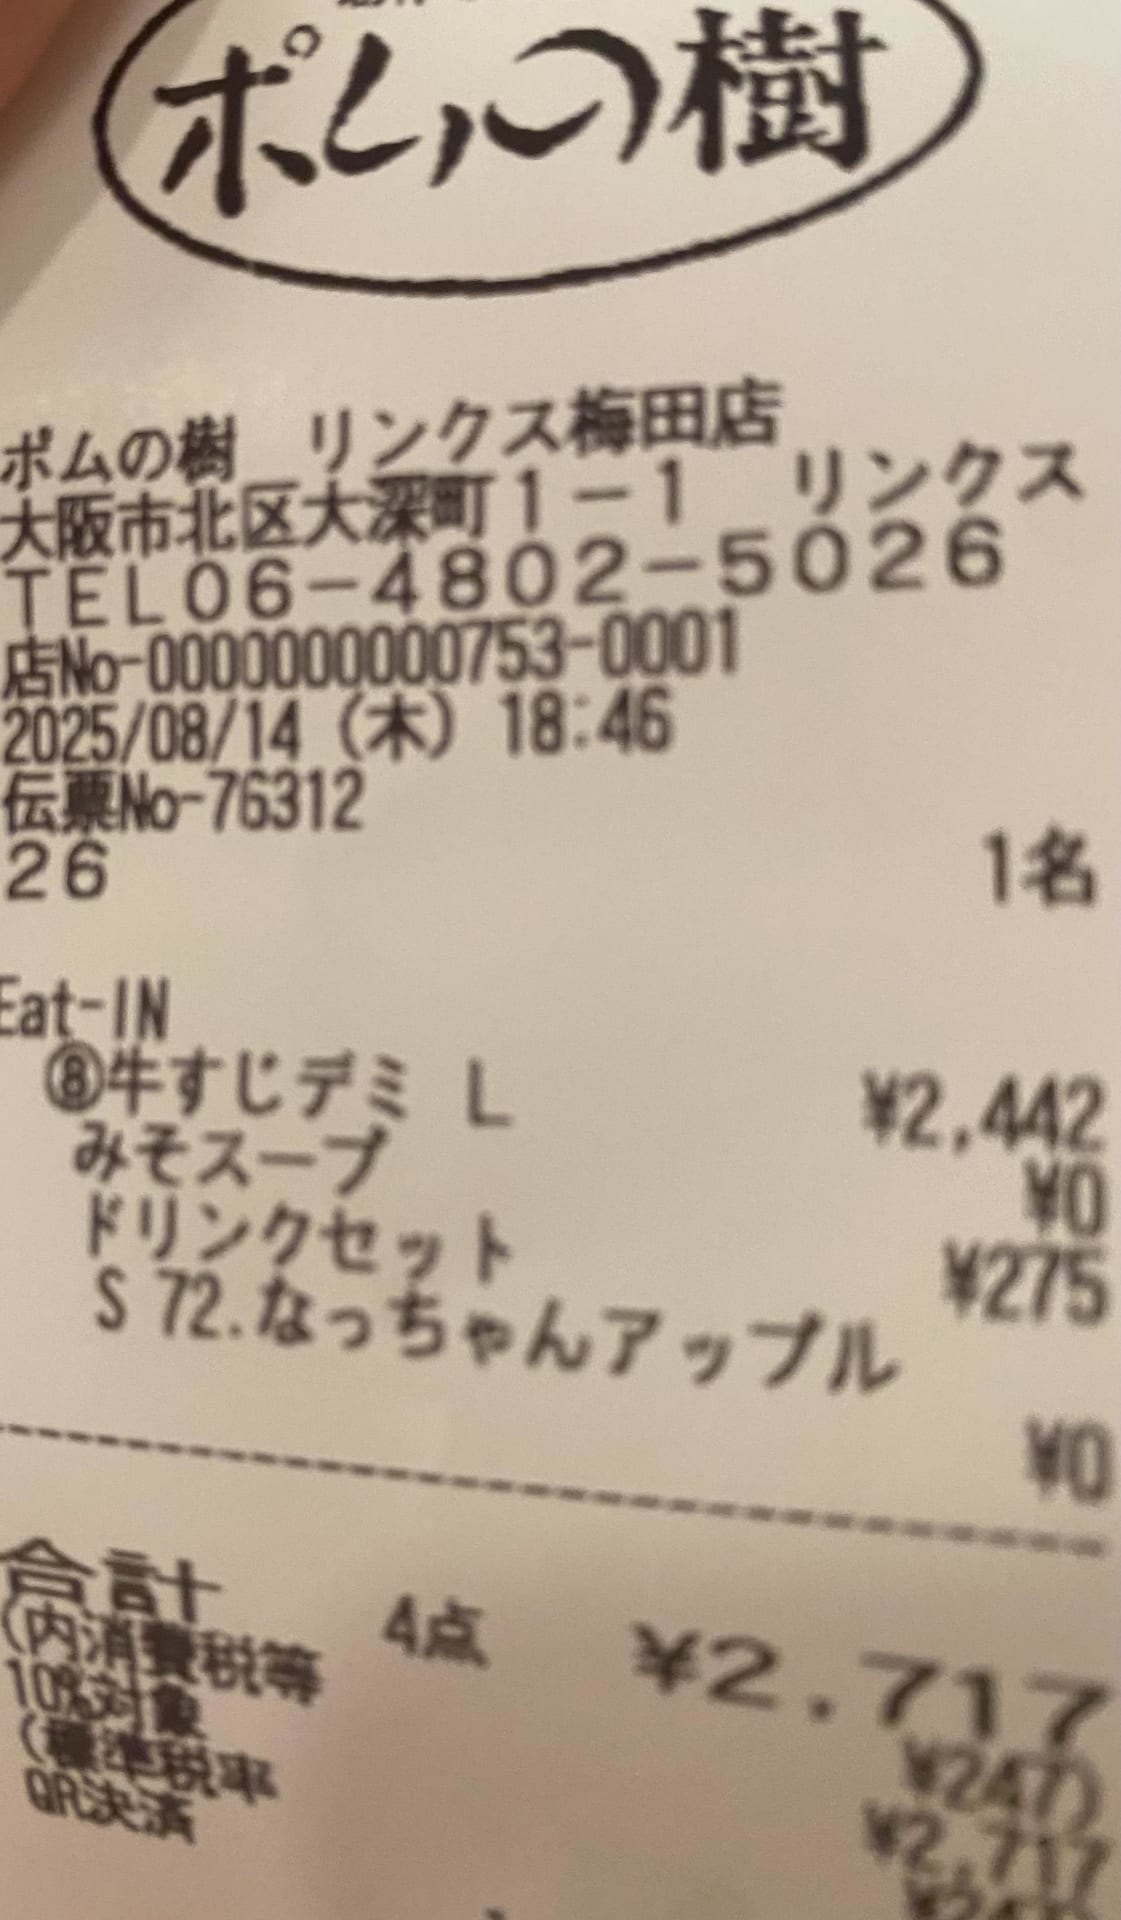 ポムの樹
ポムの樹 リンクス梅田店
大阪市北区大深町1-1 リンクス
TEL06-4802-5026
店No-0000000000753-0001
2025/08/14 (木) 18:46
伝票No-76312
26 1名
Eat-IN
⑧牛すじデミ L ¥2,442
みそスープ ¥0
ドリンクセット ¥275
S 72.なっちゃんアップル
¥0
合計 4点 ¥2,717
(内消費税等 ¥247)
10%対象 ¥2,717
(標準税率
QR決済